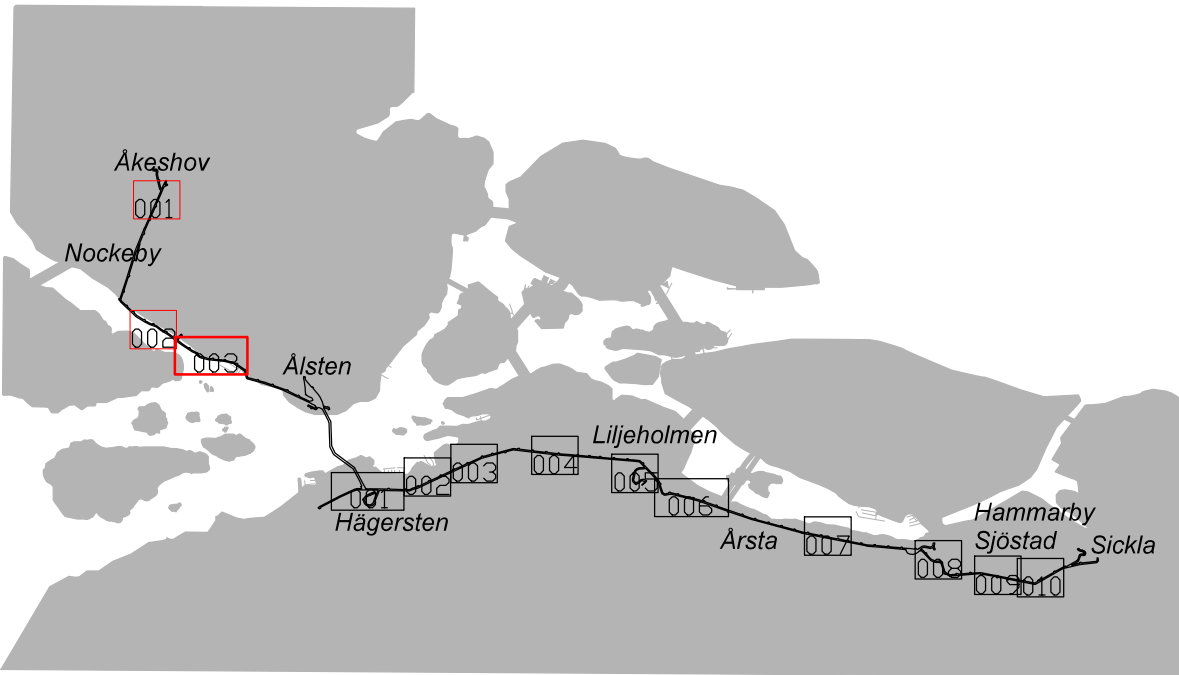 Åkeshov
001
Nockeby
002
003
Ålsten
Liljeholmen
003
004
005
002
001
006
Hägersten
Årsta
007
Hammarby
Sjöstad
Sickla
008
009
010